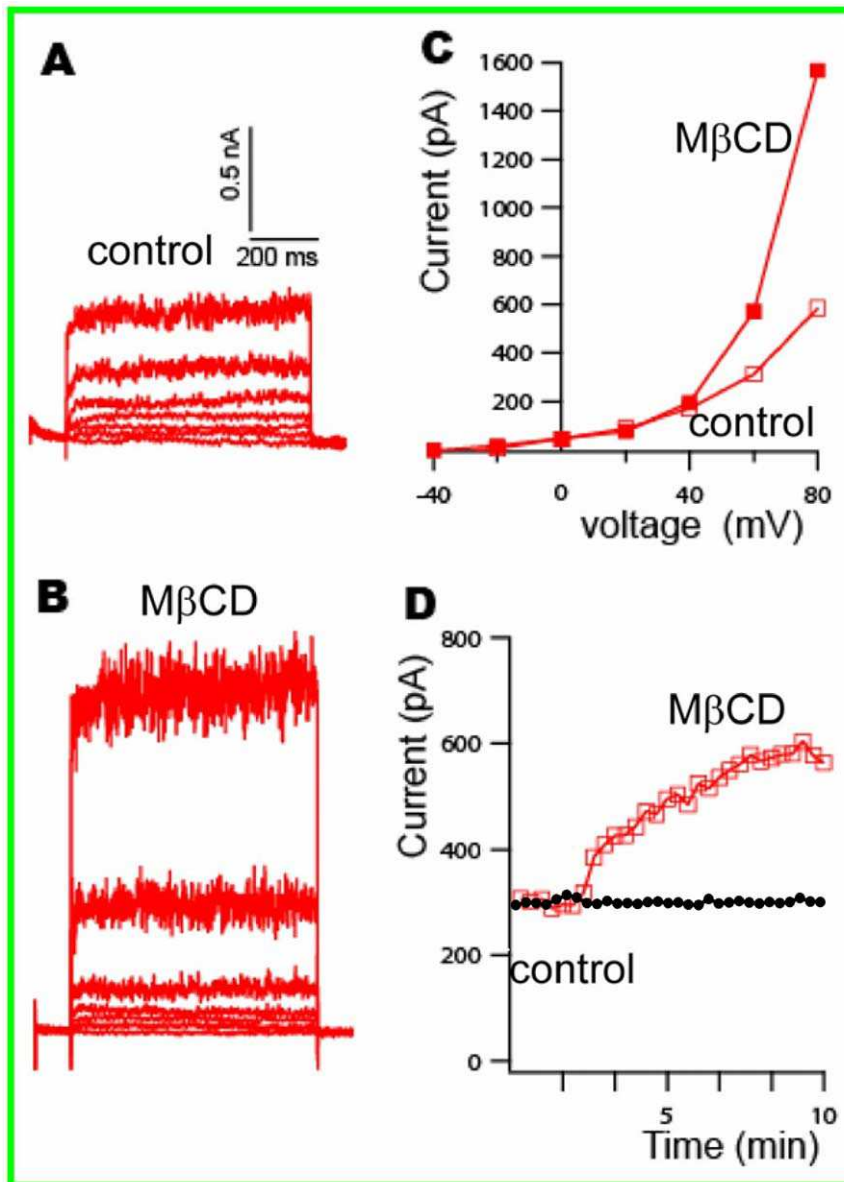 A
0.5 nA
200 ms
control
C
Current (pA)
1600
1400
1200
1000
800
600
400
200
MβCD
control
-40
0
40
80
voltage (mV)
B
MβCD
D
Current (pA)
800
600
400
200
0
MβCD
control
5
10
Time (min)